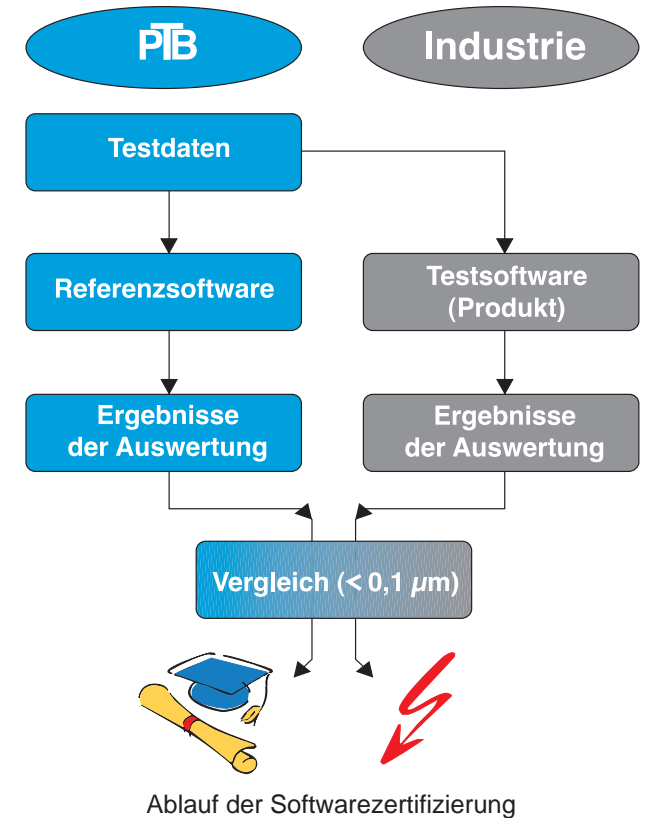 PTB
Industrie
Testdaten
Referenzsoftware
Testsoftware
(Produkt)
Ergebnisse
der Auswertung
Ergebnisse
der Auswertung
Vergleich (< 0,1 µm)
Ablauf der Softwarezertifizierung